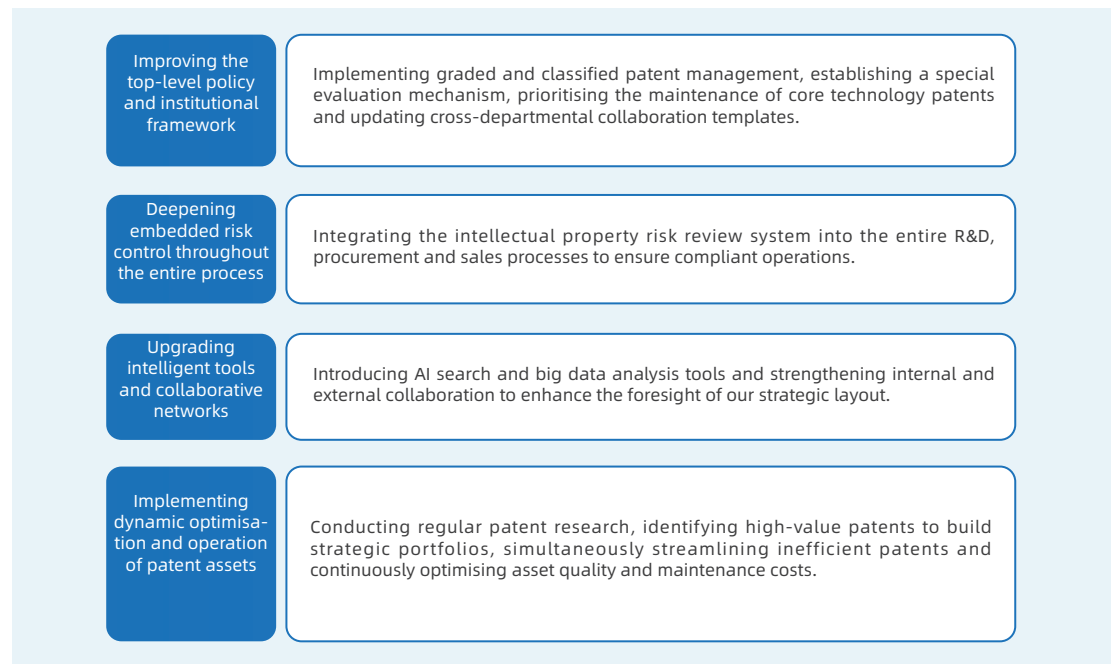 Improving the
top-level policy
and institutional
framework
Implementing graded and classified patent management, establishing a special
evaluation mechanism, prioritising the maintenance of core technology patents
and updating cross-departmental collaboration templates.
Deepening
embedded risk
control throughout
the entire process
Integrating the intellectual property risk review system into the entire R&D,
procurement and sales processes to ensure compliant operations.
Upgrading
intelligent tools
and collaborative
networks
Introducing AI search and big data analysis tools and strengthening internal and
external collaboration to enhance the foresight of our strategic layout.
Implementing
dynamic optimisa-
tion and operation
of patent assets
Conducting regular patent research, identifying high-value patents to build
strategic portfolios, simultaneously streamlining inefficient patents and
continuously optimising asset quality and maintenance costs.